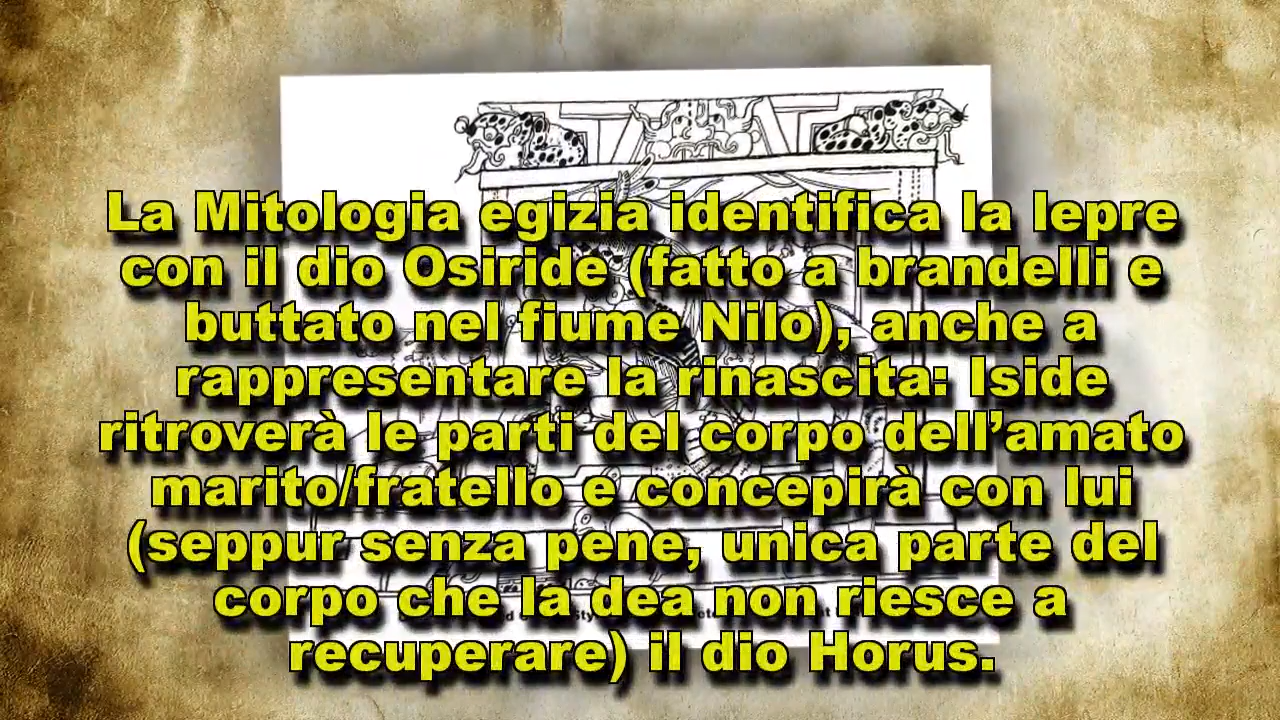 La Mitologia egizia identifica la lepre
con il dio Osiride (fatto a brandelli e
buttato nel fiume Nilo), anche a
rappresentare la rinascita: Iside
ritroverà le parti del corpo dell’amato
marito/fratello e concepirà con lui
(seppur senza pene, unica parte del
corpo che la dea non riesce a
recuperare) il dio Horus.